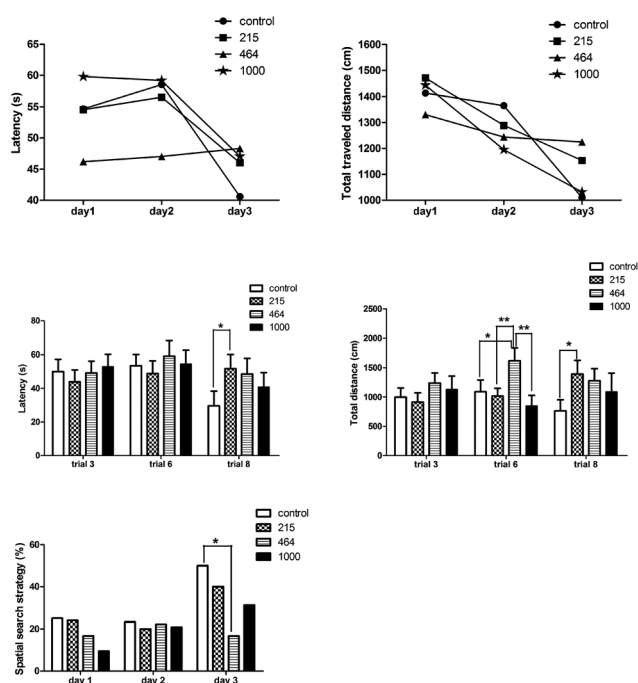 control
215
464
1000
Latency (s)
65
60
55
50
45
40
day1 day2 day3
control
215
464
1000
Total traveled distance (cm)
1600
1500
1400
1300
1200
1100
1000
day1 day2 day3
control
215
464
1000
Latency (s)
80
60
40
20
0
*
trial 3 trial 6 trial 8
control
215
464
1000
Total distance (cm)
2500
2000
1500
1000
500
0
* ** ** *
trial 3 trial 6 trial 8
control
215
464
1000
Spatial search strategy (%)
60
40
20
0
*
day 1 day 2 day 3